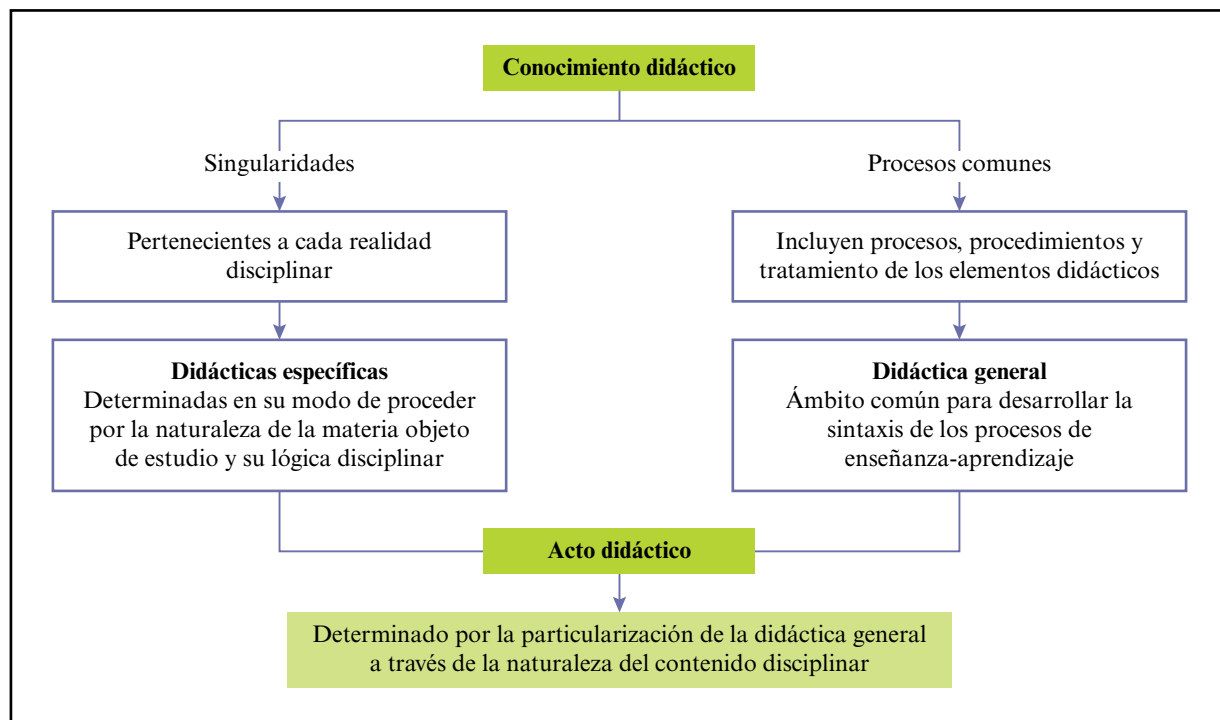 Conocimiento didáctico
Singularidades
Procesos comunes
Pertenecientes a cada realidad
disciplinar
Incluyen procesos, procedimientos y
tratamiento de los elementos didácticos
Didácticas específicas
Determinadas en su modo de proceder
por la naturaleza de la materia objeto
de estudio y su lógica disciplinar
Didáctica general
Ámbito común para desarrollar la
sintaxis de los procesos de
enseñanza-aprendizaje
Acto didáctico
Determinado por la particularización de la didáctica general
a través de la naturaleza del contenido disciplinar